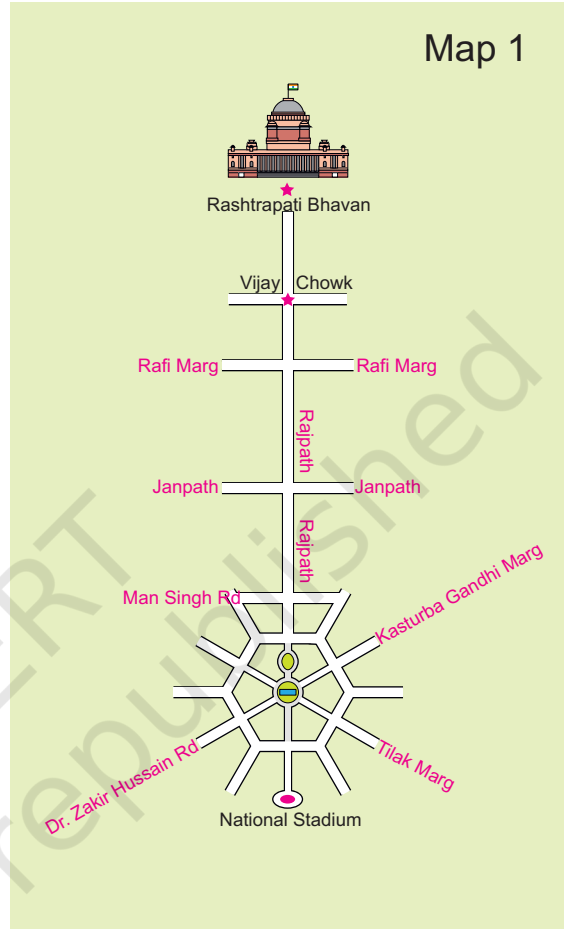 Map 1
Rashtrapati Bhavan
Vijay Chowk
Rafi Marg Rafi Marg
Rajpath
Janpath Janpath
Rajpath
Man Singh Rd
Kasturba Gandhi Marg
Dr. Zakir Hussain Rd
Tilak Marg
National Stadium
republished